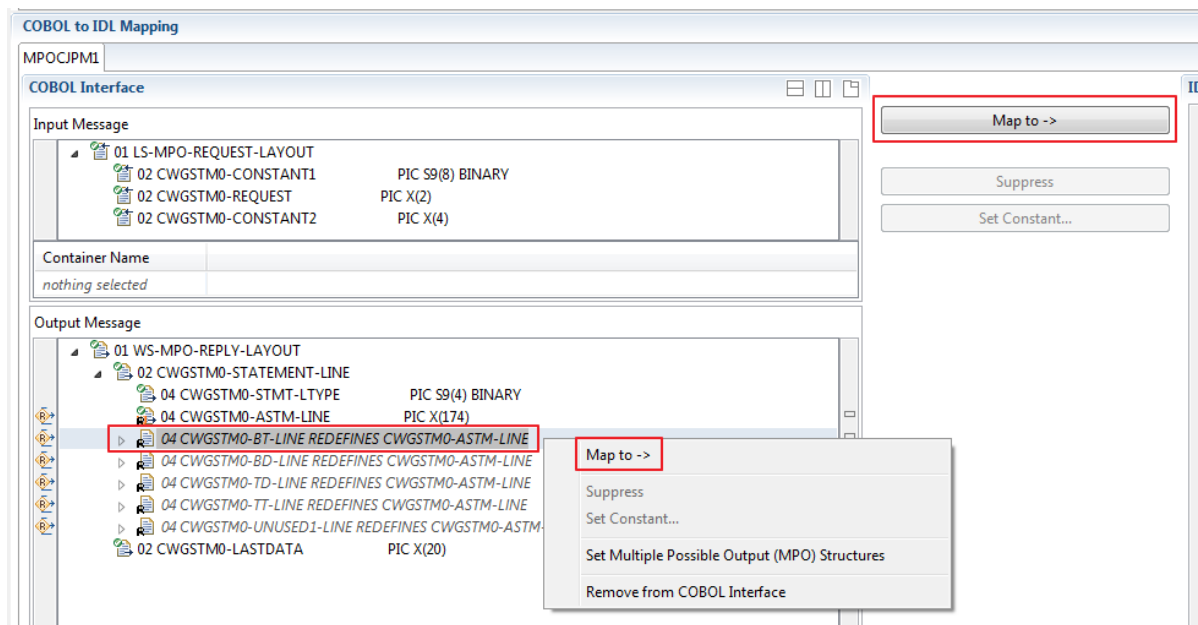 COBOL to IDL Mapping
MPOCJPM1
COBOL Interface
Input Message
01 LS-MPO-REQUEST-LAYOUT
02 CWGSTM0-CONSTANT1 PIC S9(8) BINARY
02 CWGSTM0-REQUEST PIC X(2)
02 CWGSTM0-CONSTANT2 PIC X(4)
Container Name
nothing selected
Output Message
01 WS-MPO-REPLY-LAYOUT
02 CWGSTM0-STATEMENT-LINE
04 CWGSTM0-STMT-LTYPE PIC S9(4) BINARY
04 CWGSTM0-ASTM-LINE PIC X(174)
04 CWGSTM0-BT-LINE REDEFINES CWGSTM0-ASTM-LINE
04 CWGSTM0-BD-LINE REDEFINES CWGSTM0-ASTM-LINE
04 CWGSTM0-TD-LINE REDEFINES CWGSTM0-ASTM-LINE
04 CWGSTM0-TT-LINE REDEFINES CWGSTM0-ASTM-LINE
04 CWGSTM0-UNUSED1-LINE REDEFINES CWGSTM0-ASTM-
02 CWGSTM0-LASTDATA PIC X(20)
Map to ->
Suppress
Set Constant...
Map to ->
Suppress
Set Constant...
Set Multiple Possible Output (MPO) Structures
Remove from COBOL Interface